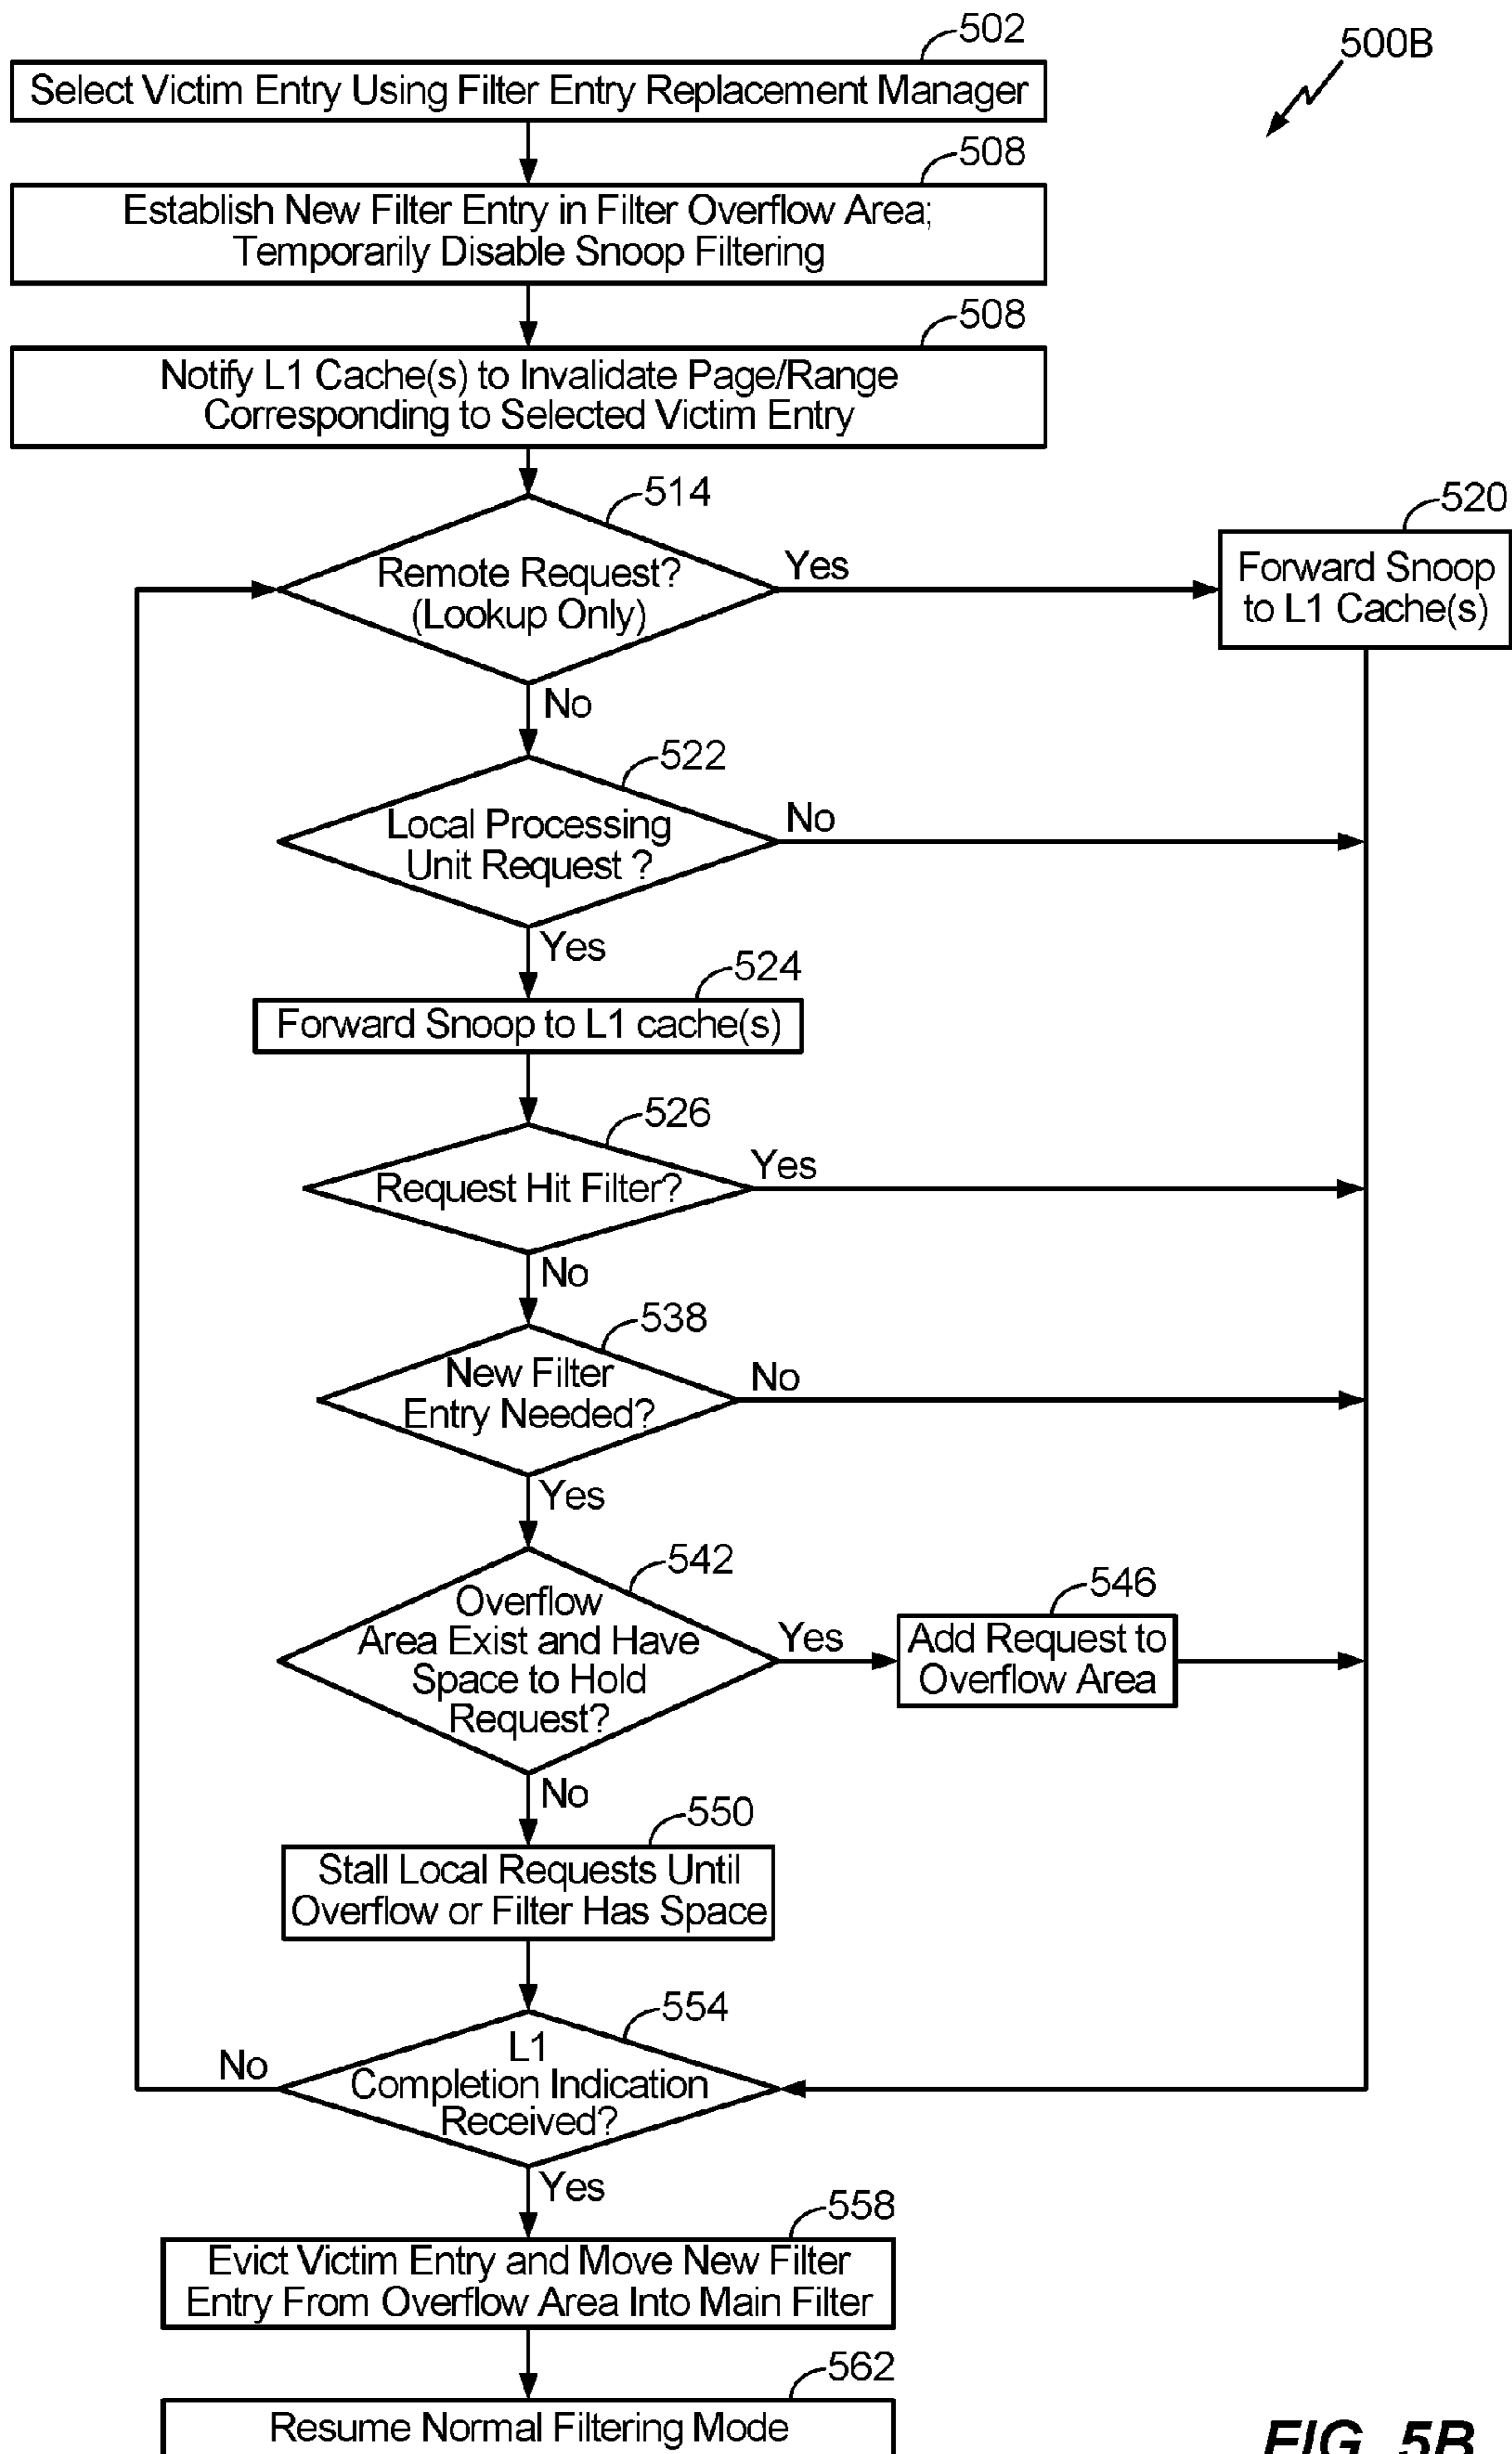 502
500B
Select Victim Entry Using Filter Entry Replacement Manager
508
Establish New Filter Entry in Filter Overflow Area;
Temporarily Disable Snoop Filtering
508
Notify L1 Cache(s) to Invalidate Page/Range
Corresponding to Selected Victim Entry
514
Remote Request?
(Lookup Only)
Yes
No
520
Forward Snoop
to L1 Cache(s)
522
Local Processing
Unit Request ?
No
Yes
524
Forward Snoop to L1 cache(s)
526
Request Hit Filter?
Yes
No
538
New Filter
Entry Needed?
No
Yes
542
Overflow
Area Exist and Have
Space to Hold
Request?
Yes
No
546
Add Request to
Overflow Area
550
Stall Local Requests Until
Overflow or Filter Has Space
554
L1
Completion Indication
Received?
No
Yes
558
Evict Victim Entry and Move New Filter
Entry From Overflow Area Into Main Filter
562
Resume Normal Filtering Mode
FIG. 5B